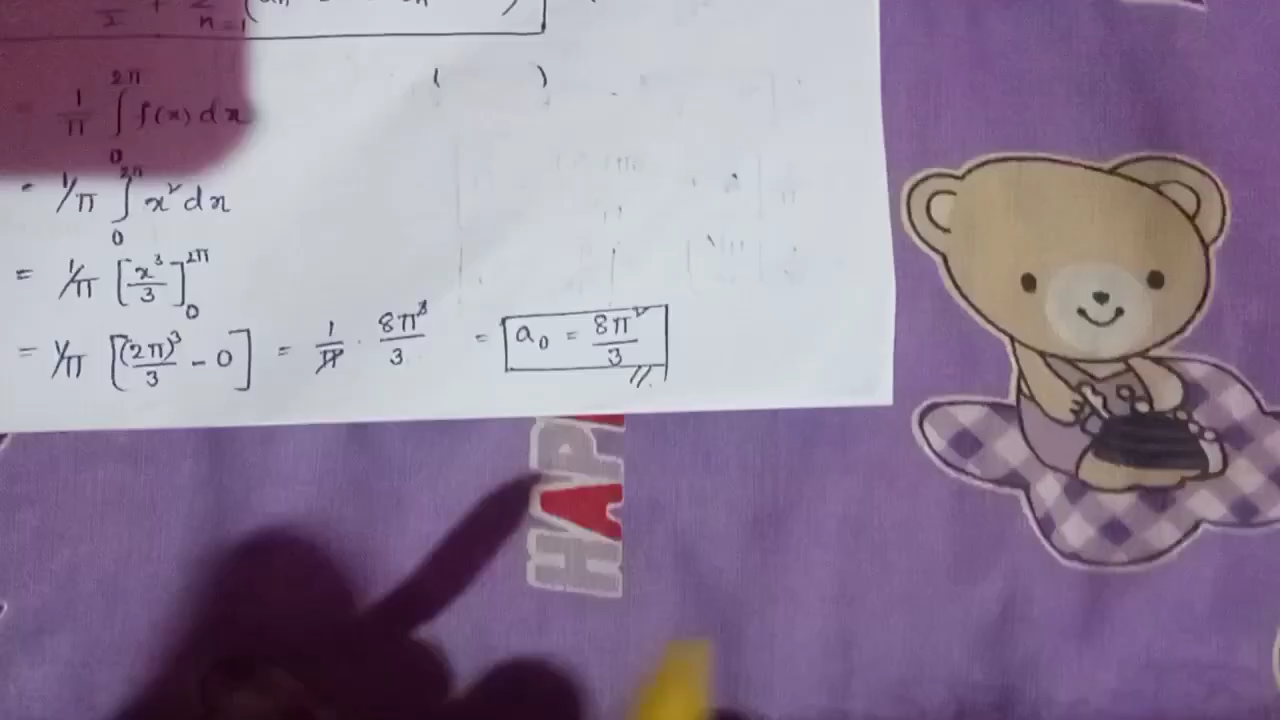 1/π ∫₀^2π f(x) dx
= 1/π ∫₀^2π x² dx
= 1/π [x³/3]₀^2π
= 1/π [(2π)³/3 - 0] = 1/π · 8π³/3 = a₀ = 8π²/3 //
HAP